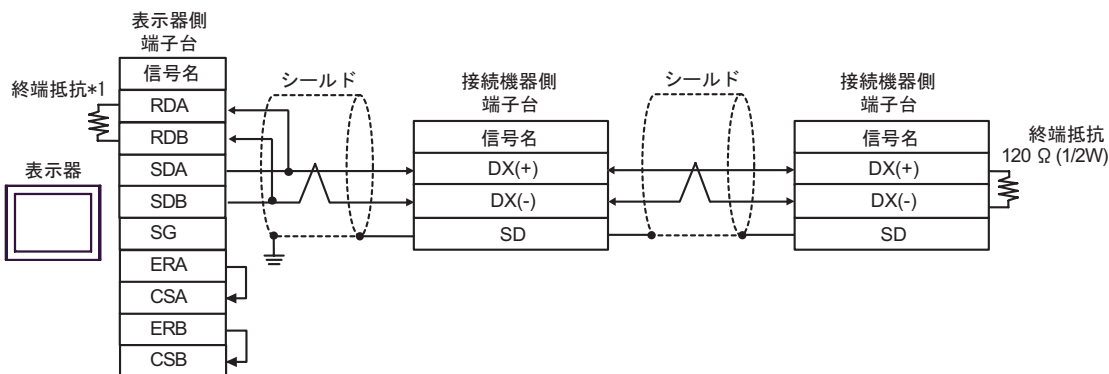 表示器側
端子台
信号名
終端抵抗*1
RDA
RDB
SDA
SDB
SG
ERA
CSA
ERB
CSB
表示器
シールド
接続機器側
端子台
信号名
DX(+)
DX(-)
SD
シールド
接続機器側
端子台
信号名
DX(+)
DX(-)
SD
終端抵抗
120 Ω (1/2W)